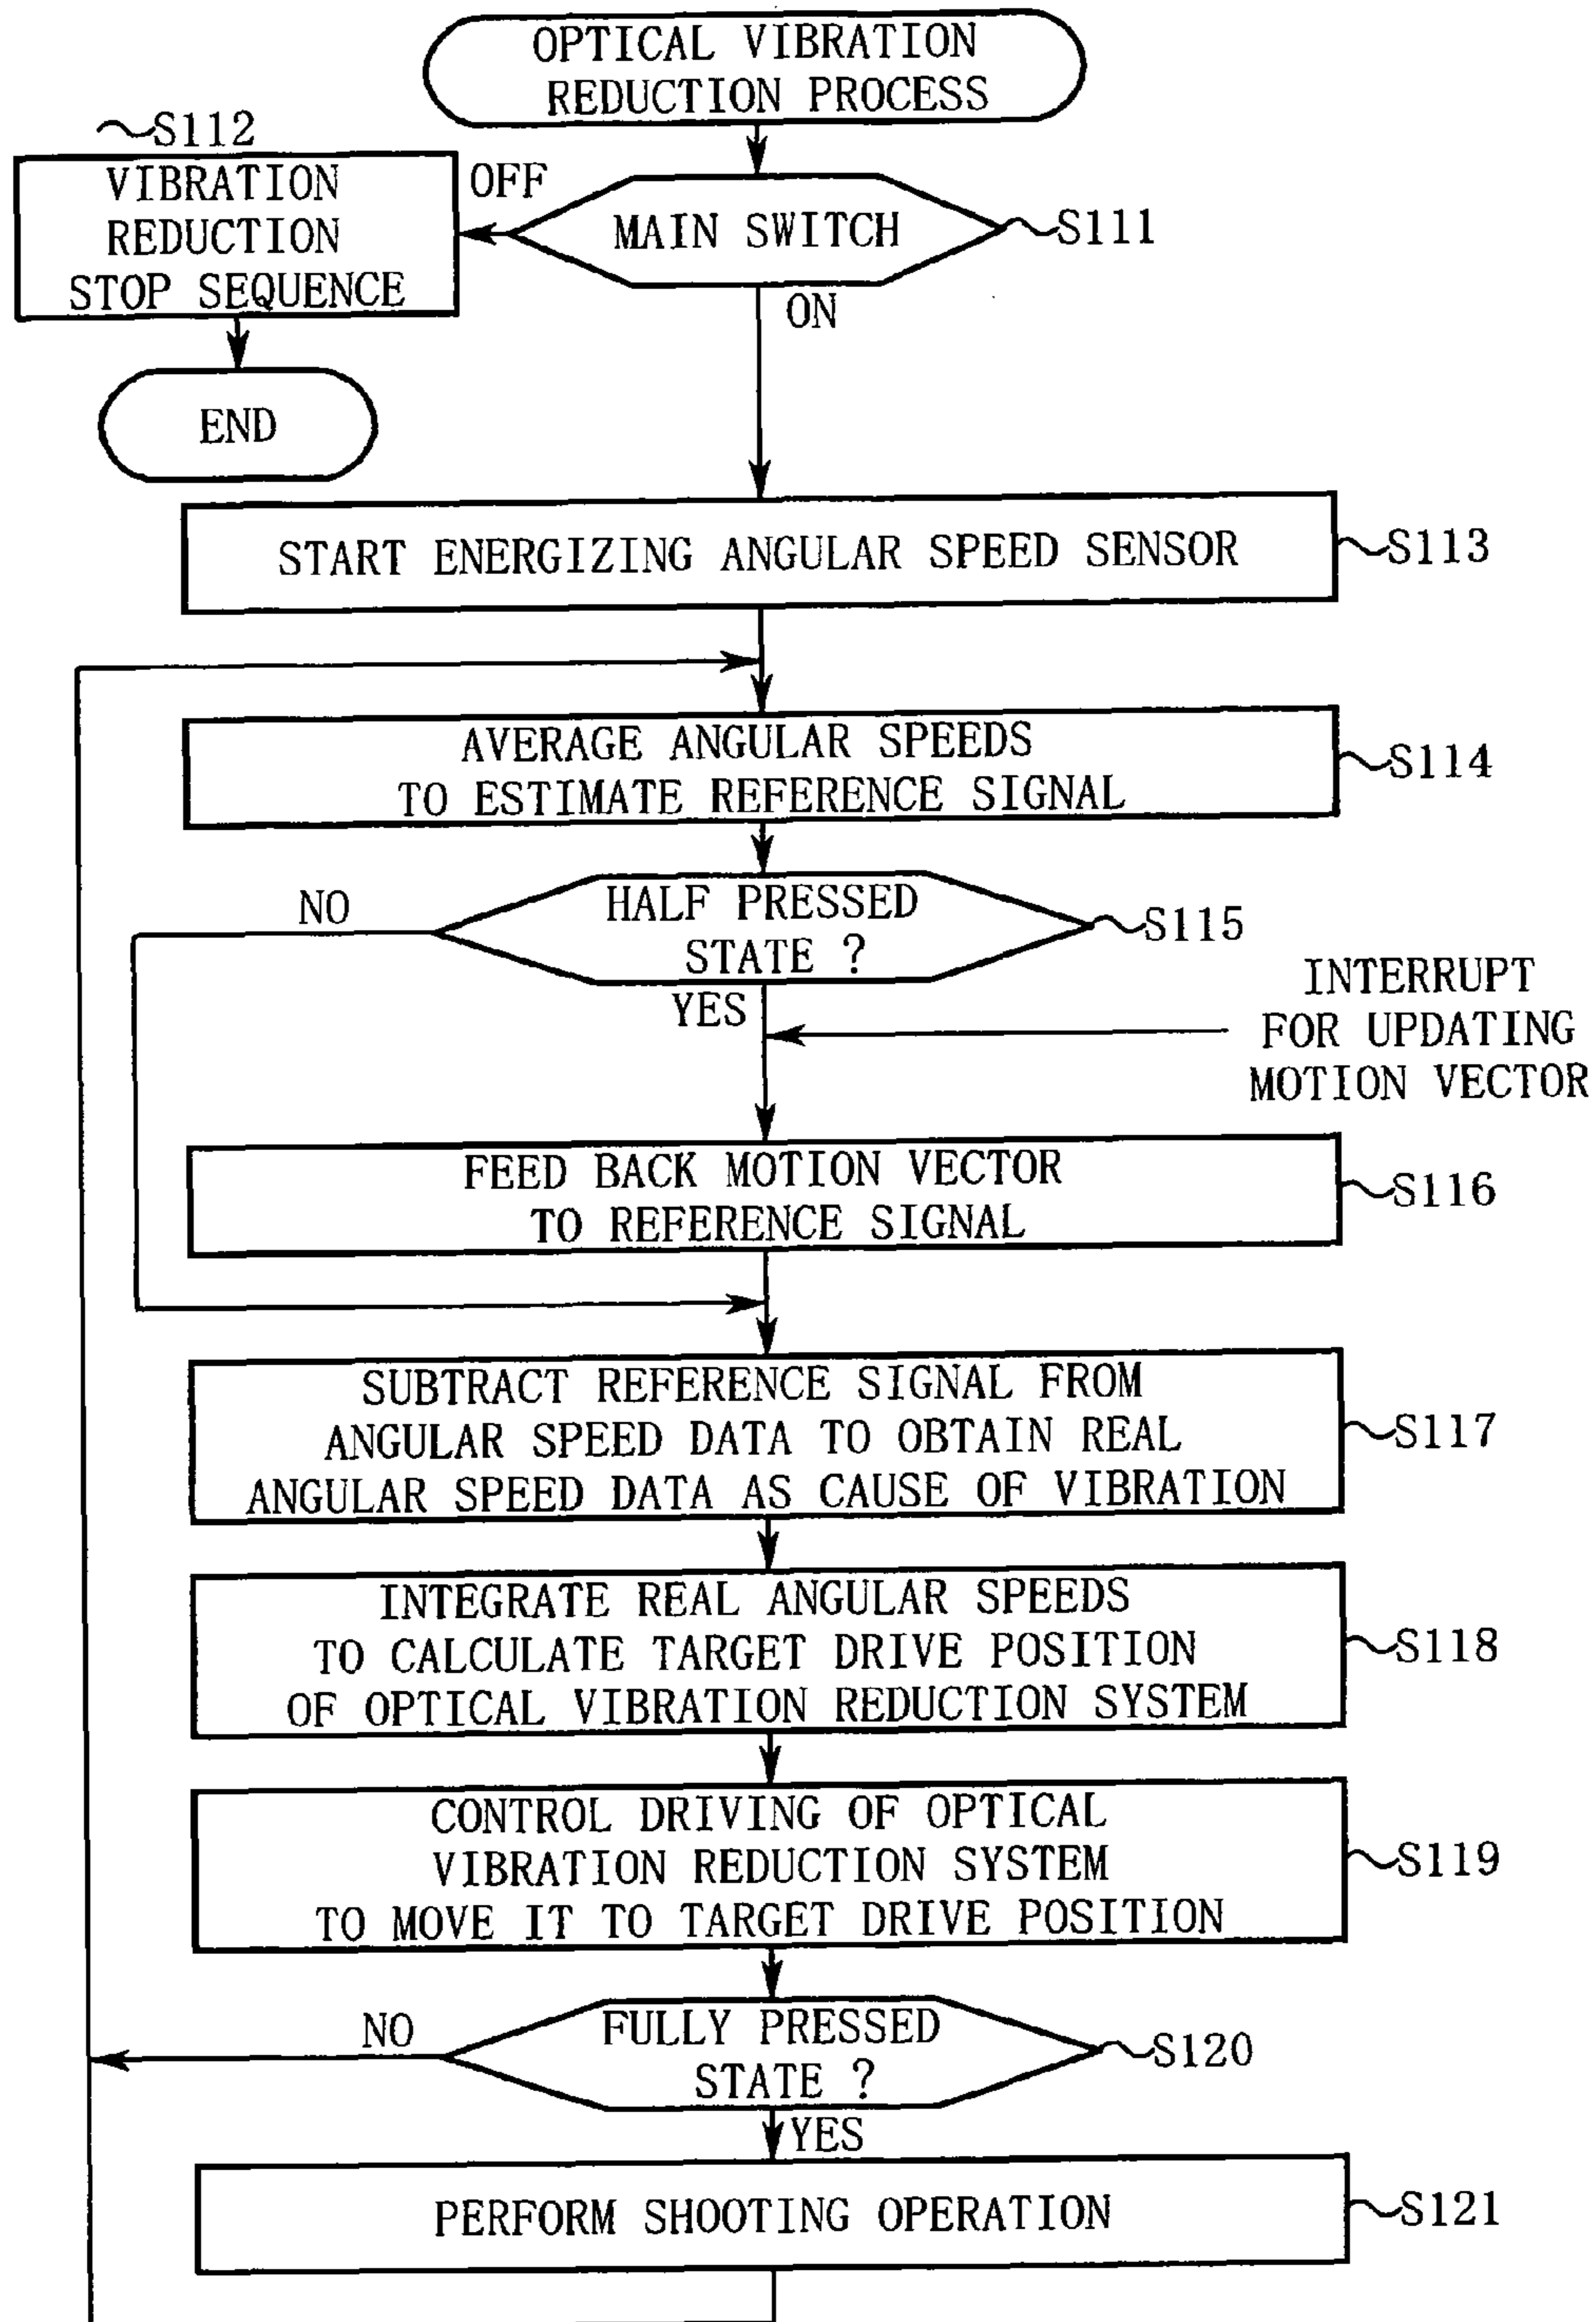 OPTICAL VIBRATION
REDUCTION PROCESS
S112
VIBRATION
REDUCTION
STOP SEQUENCE
OFF
MAIN SWITCH
S111
ON
END
START ENERGIZING ANGULAR SPEED SENSOR
S113
AVERAGE ANGULAR SPEEDS
TO ESTIMATE REFERENCE SIGNAL
S114
NO
HALF PRESSED
STATE ?
S115
YES
INTERRUPT
FOR UPDATING
MOTION VECTOR
FEED BACK MOTION VECTOR
TO REFERENCE SIGNAL
S116
SUBTRACT REFERENCE SIGNAL FROM
ANGULAR SPEED DATA TO OBTAIN REAL
ANGULAR SPEED DATA AS CAUSE OF VIBRATION
S117
INTEGRATE REAL ANGULAR SPEEDS
TO CALCULATE TARGET DRIVE POSITION
OF OPTICAL VIBRATION REDUCTION SYSTEM
S118
CONTROL DRIVING OF OPTICAL
VIBRATION REDUCTION SYSTEM
TO MOVE IT TO TARGET DRIVE POSITION
S119
NO
FULLY PRESSED
STATE ?
S120
YES
PERFORM SHOOTING OPERATION
S121